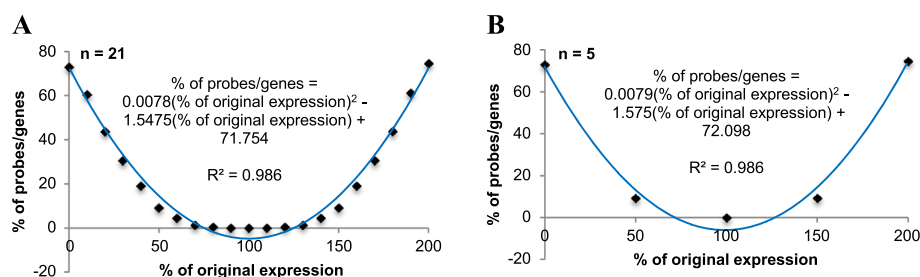 A
n = 21
% of probes/genes =
0.0078(% of original expression)² -
1.5475(% of original expression) +
71.754
R² = 0.986
80
60
40
20
0
-20
0
50
100
150
200
% of probes/genes
% of original expression
B
n = 5
% of probes/genes =
0.0079(% of original expression)² -
1.575(% of original expression) +
72.098
R² = 0.986
80
60
40
20
0
-20
0
50
100
150
200
% of probes/genes
% of original expression